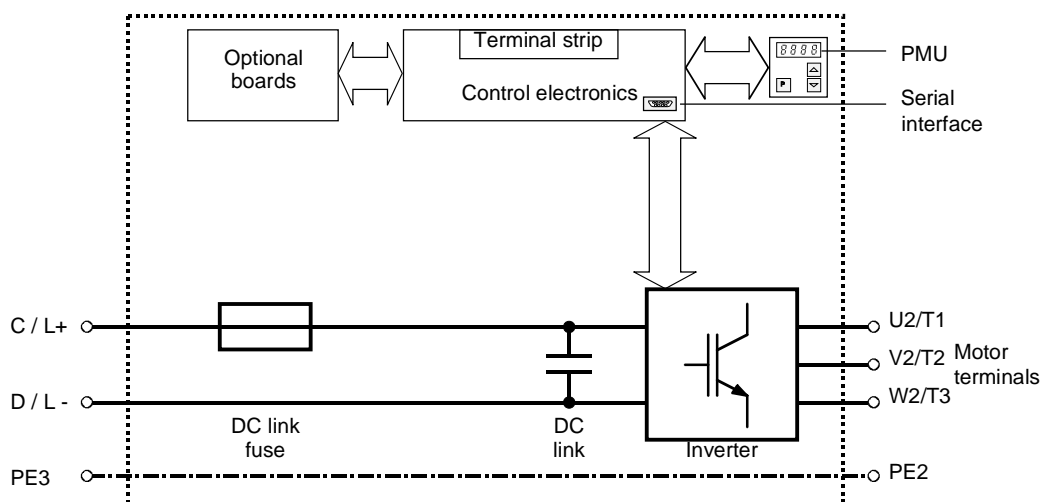 Optional
boards
Terminal strip
Control electronics
8888
P
PMU
Serial
interface
C / L+
D / L -
PE3
DC link
fuse
DC
link
Inverter
U2/T1
V2/T2
W2/T3
Motor
terminals
PE2